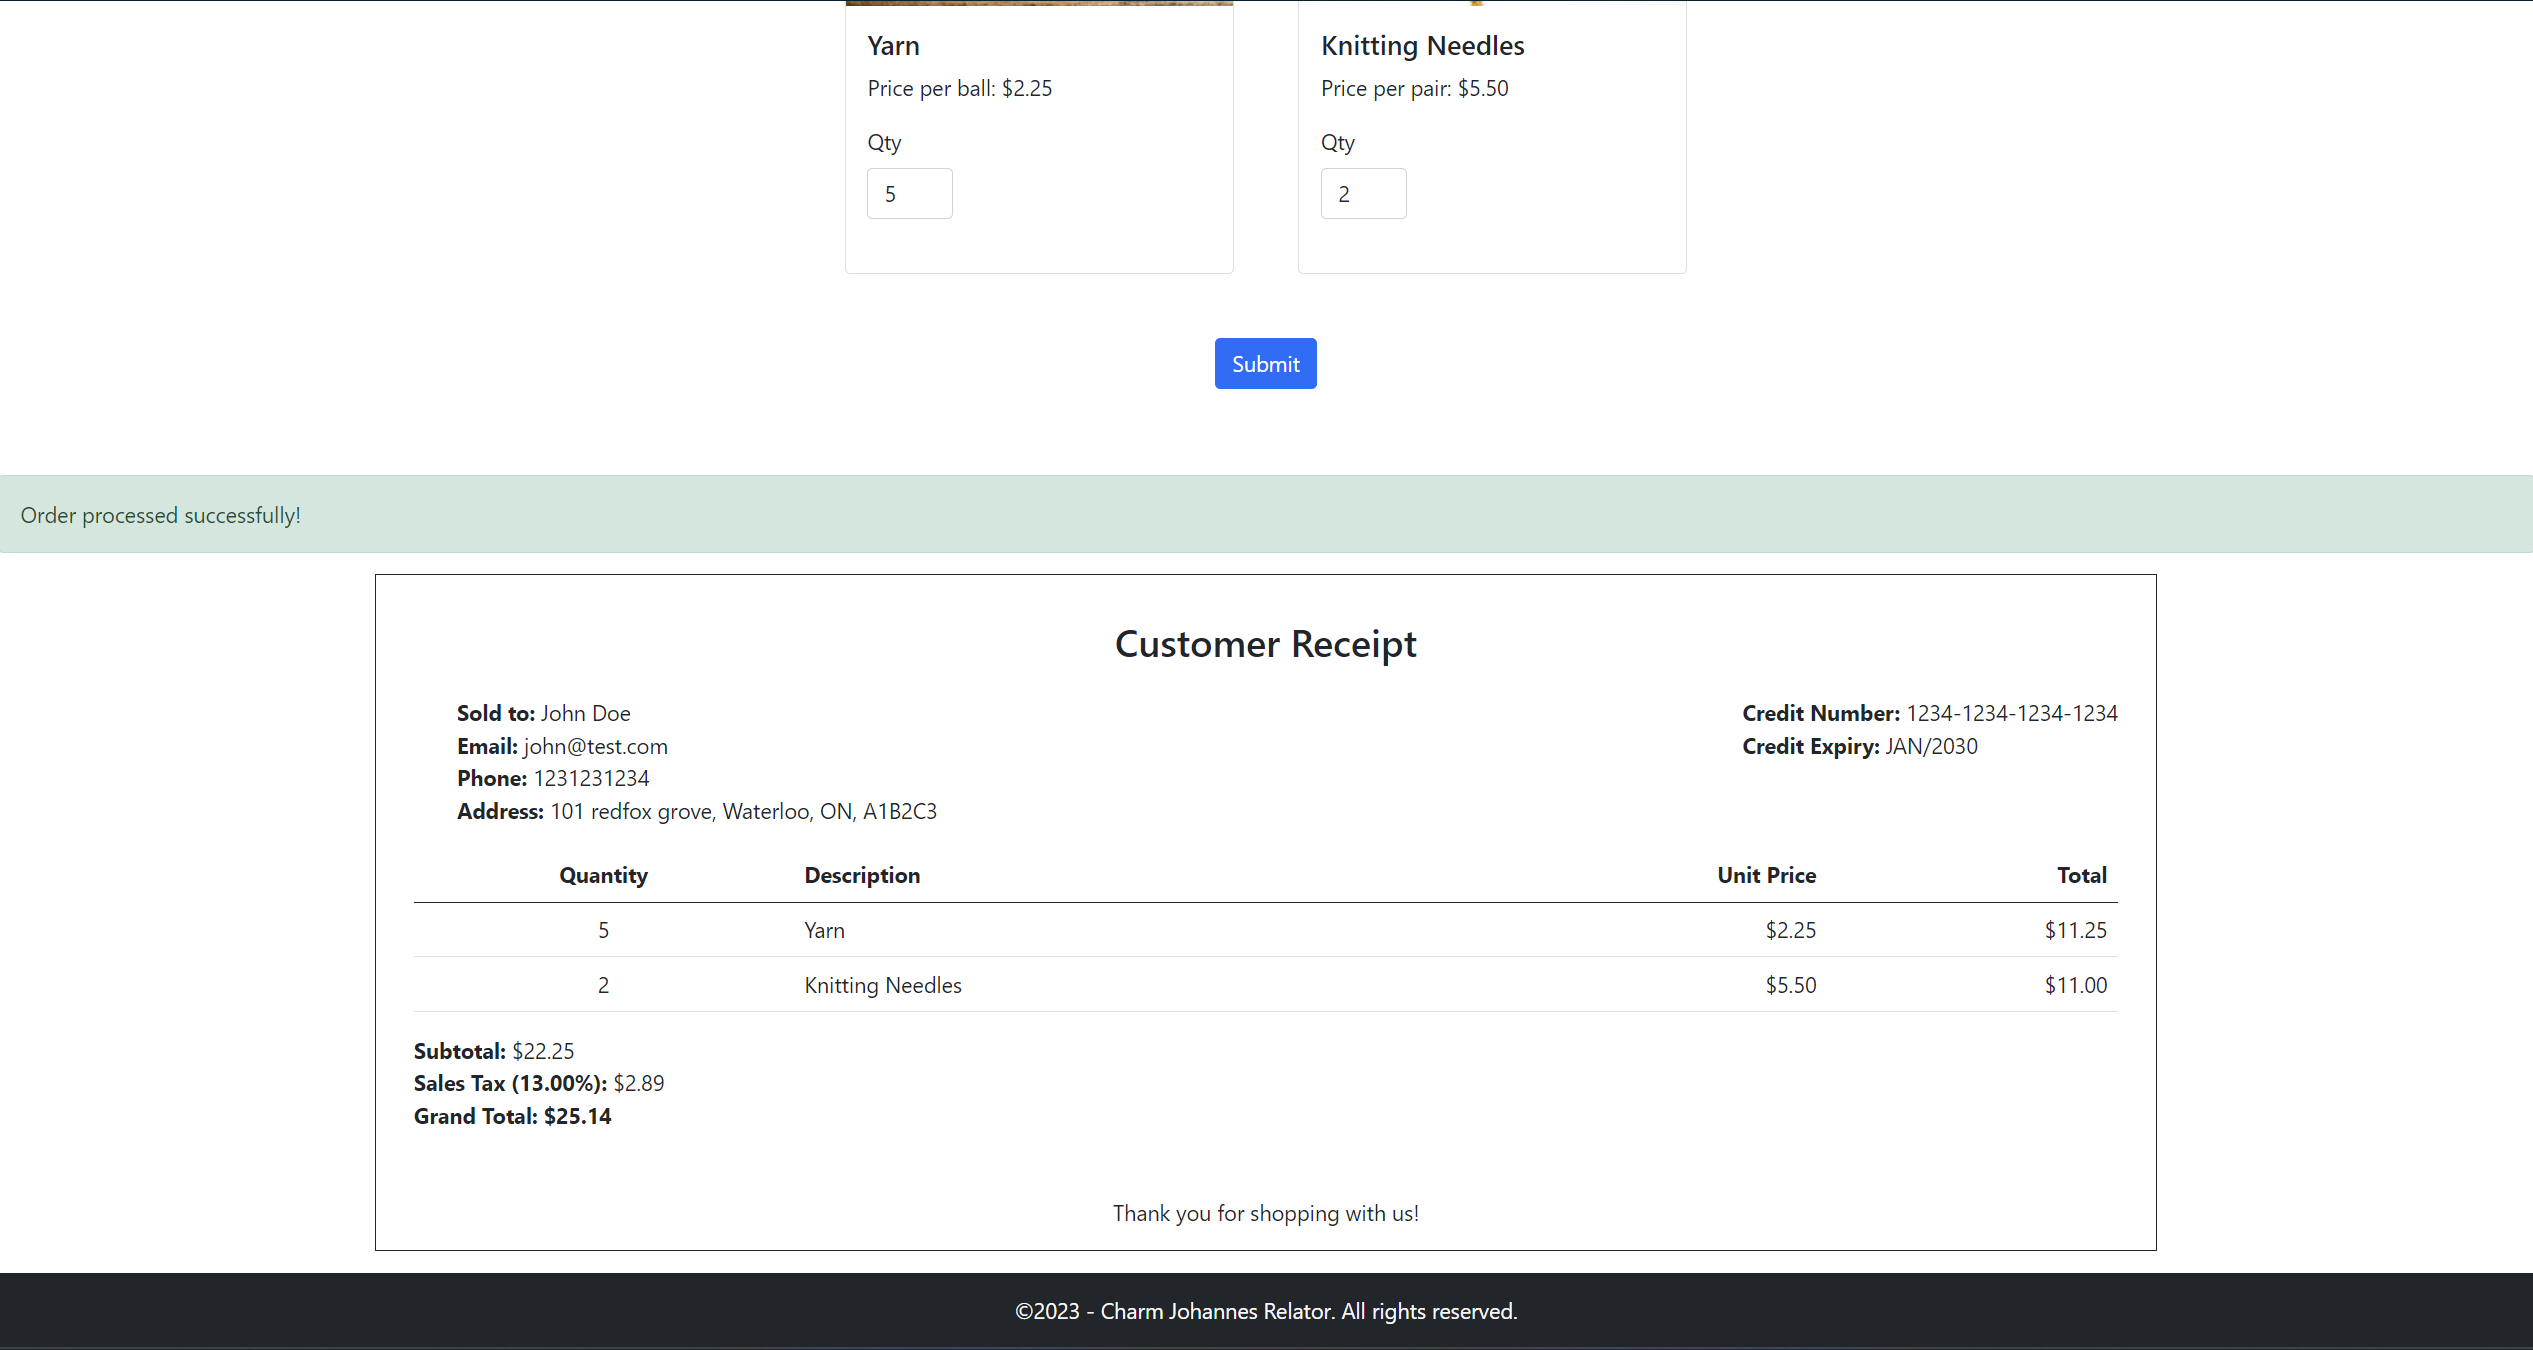 Yarn
Price per ball: $2.25
Qty
5
Knitting Needles
Price per pair: $5.50
Qty
2
Submit
Order processed successfully!
Customer Receipt
Sold to: John Doe
Email: john@test.com
Phone: 1231231234
Address: 101 redfox grove, Waterloo, ON, A1B2C3
Credit Number: 1234-1234-1234-1234
Credit Expiry: JAN/2030
Quantity Description Unit Price Total
5 Yarn $2.25 $11.25
2 Knitting Needles $5.50 $11.00
Subtotal: $22.25
Sales Tax (13.00%): $2.89
Grand Total: $25.14
Thank you for shopping with us!
©2023 - Charm Johannes Relator. All rights reserved.